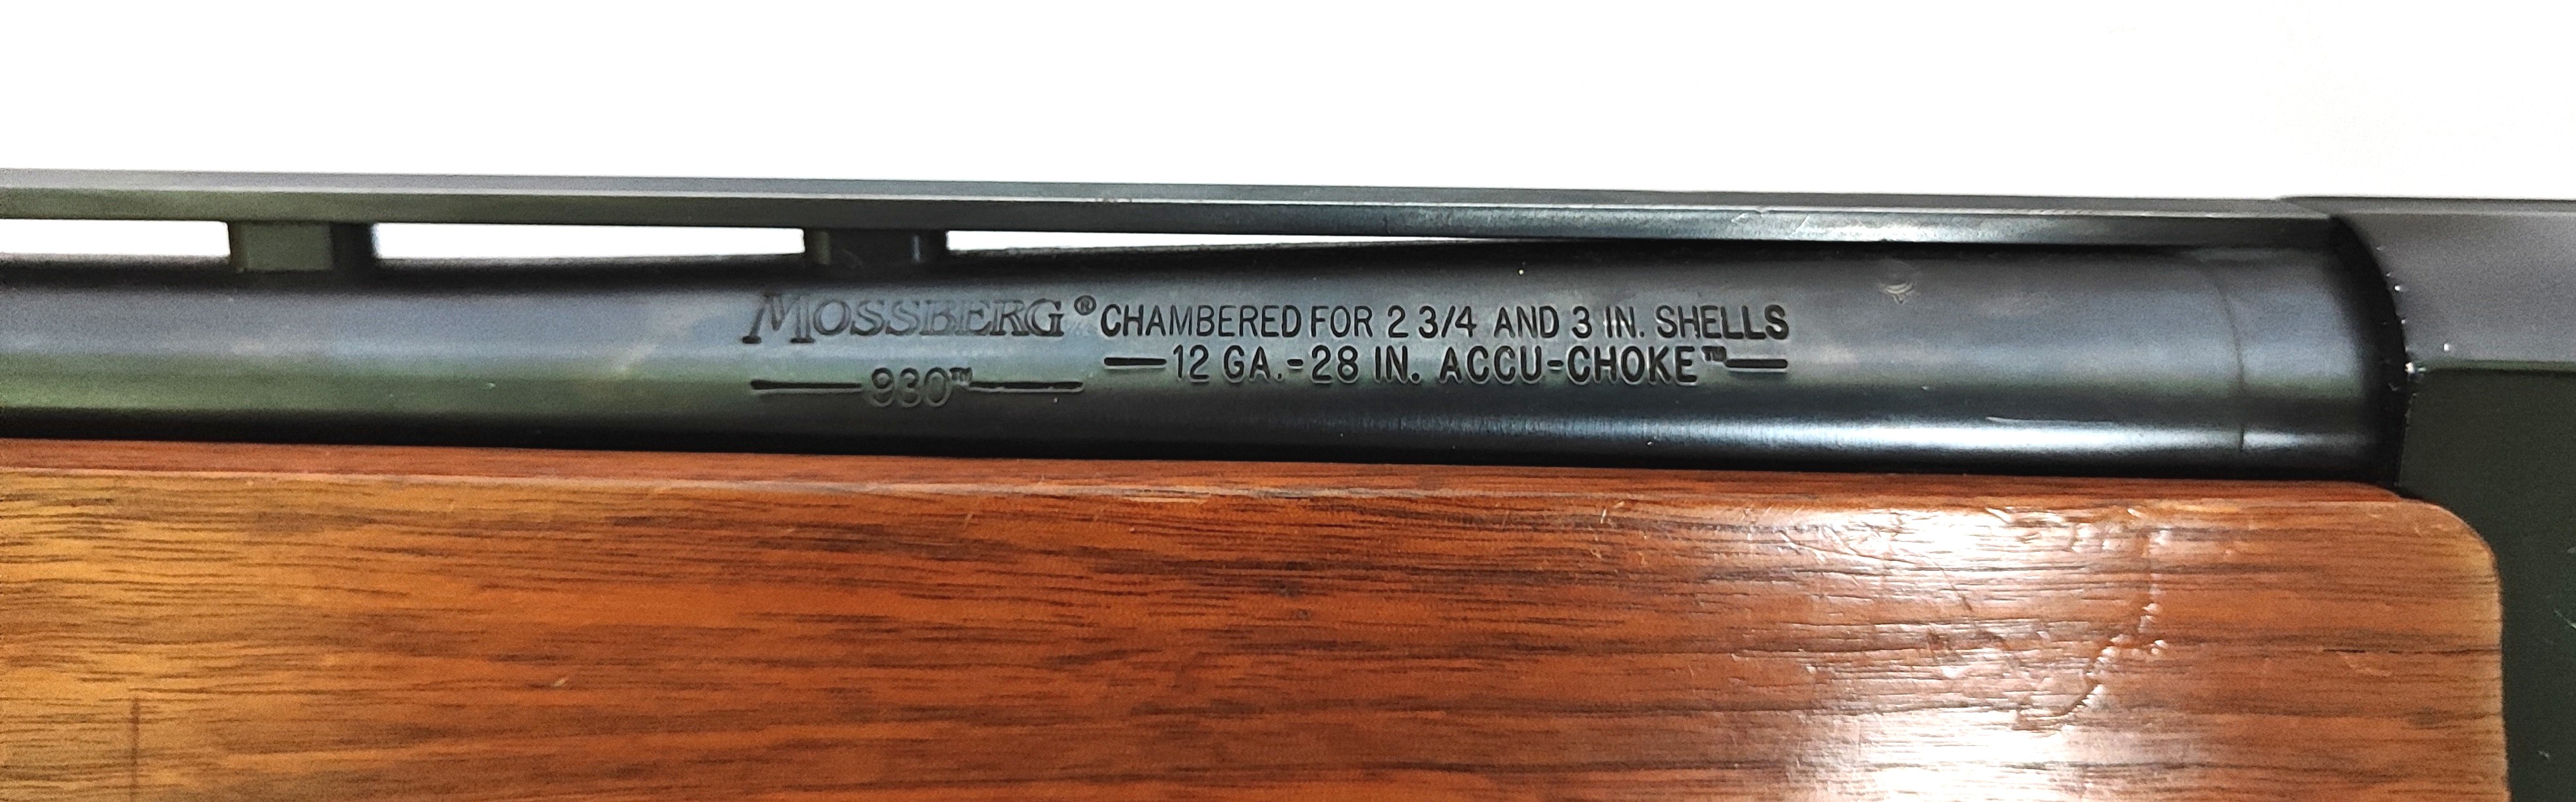 MOSSBERG® CHAMBERED FOR 2 3/4 AND 3 IN. SHELLS
—12 GA.-28 IN. ACCU-CHOKE™—
—930™—